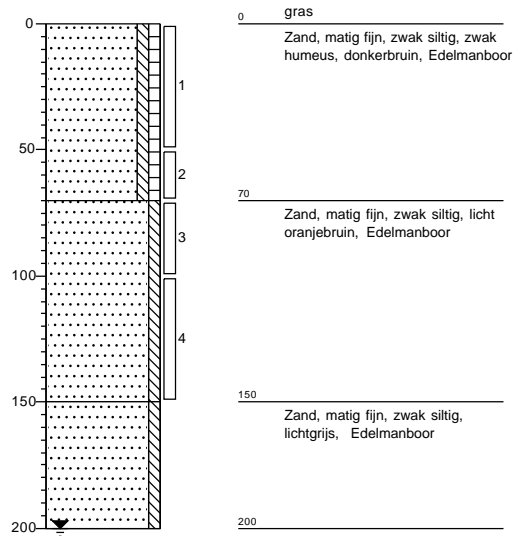 0
50
100
150
200
1
2
3
4
0 gras
Zand, matig fijn, zwak siltig, zwak
humeus, donkerbruin, Edelmanboor
70
Zand, matig fijn, zwak siltig, licht
oranjebruin, Edelmanboor
150
Zand, matig fijn, zwak siltig,
lichtgrijs, Edelmanboor
200